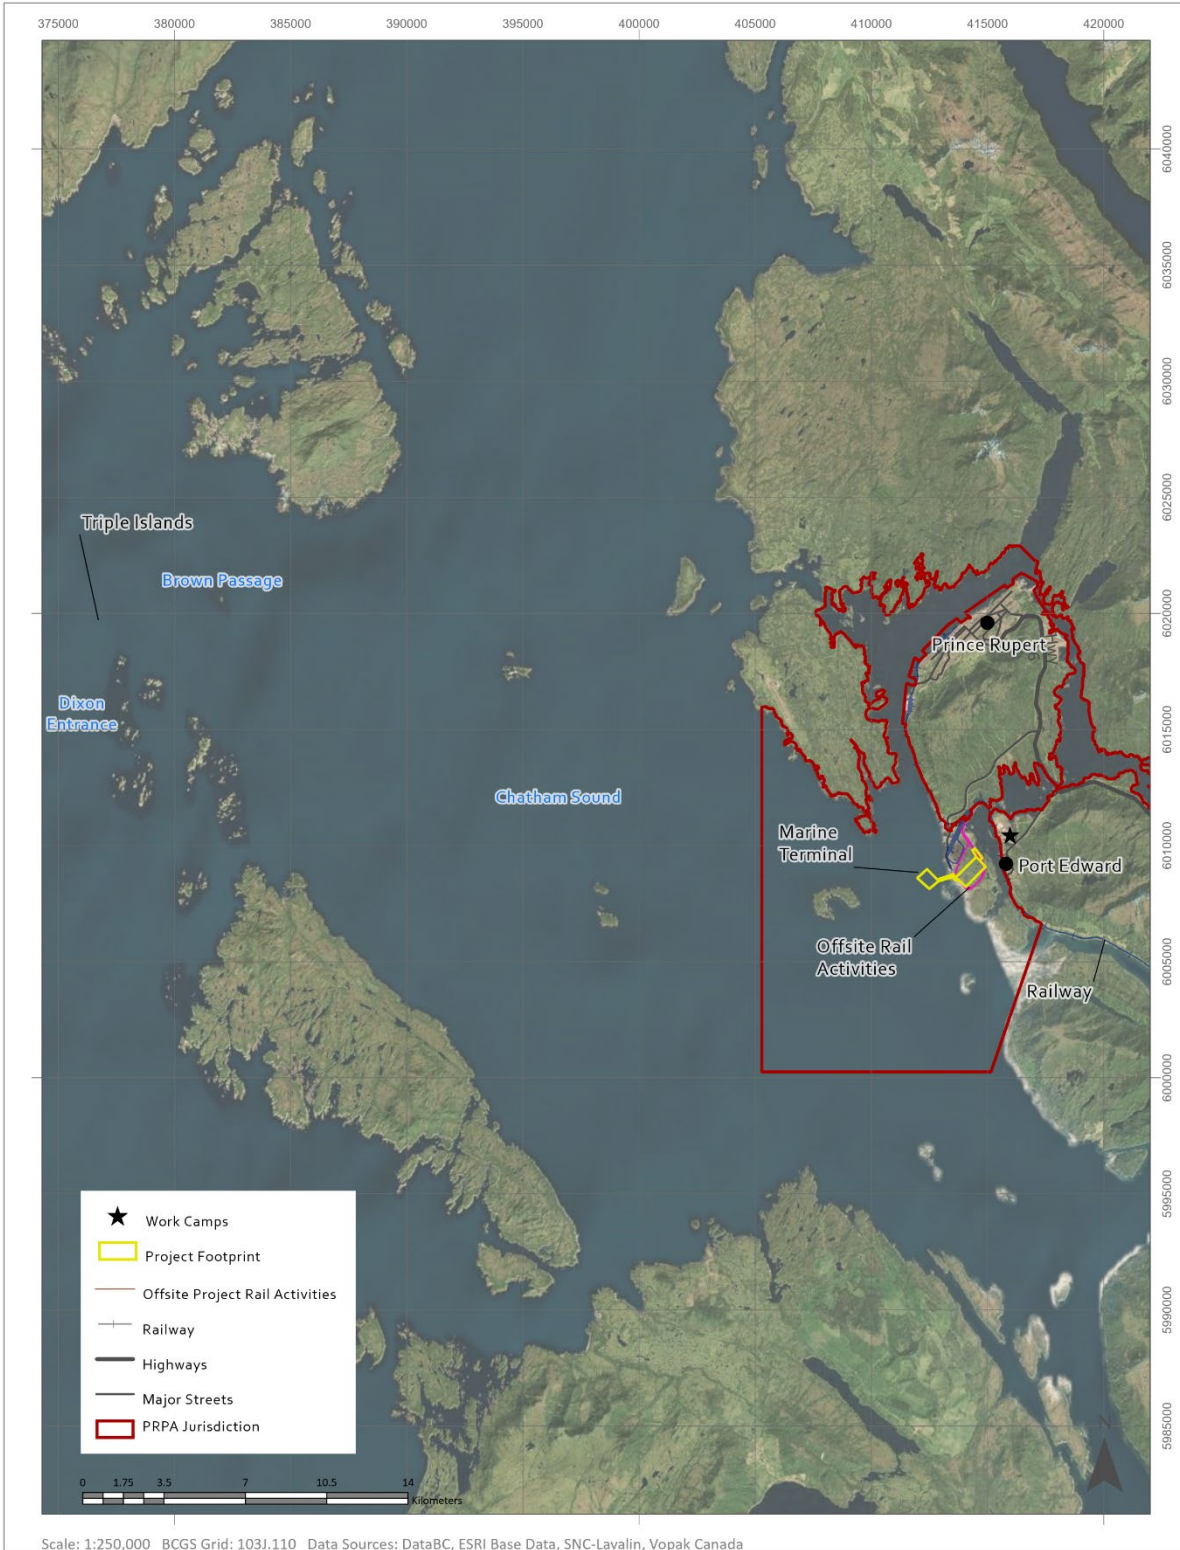 375000 380000 385000 390000 395000 400000 405000 410000 415000 420000
6040000
6035000
6030000
6025000
6020000
6015000
6010000
6005000
6000000
5995000
5990000
5985000
Triple Islands
Brown Passage
Dixon
Entrance
Chatham Sound
Prince Rupert
HWY
Marine
Terminal
Port Edward
Offsite Rail
Activities
Railway
Work Camps
Project Footprint
Offsite Project Rail Activities
Railway
Highways
Major Streets
PRPA Jurisdiction
0 1.75 3.5 7 10.5 14
Kilometers
N
Scale: 1:250,000 BCGS Grid: 103J.110 Data Sources: DataBC, ESRI Base Data, SNC-Lavalin, Vopak Canada